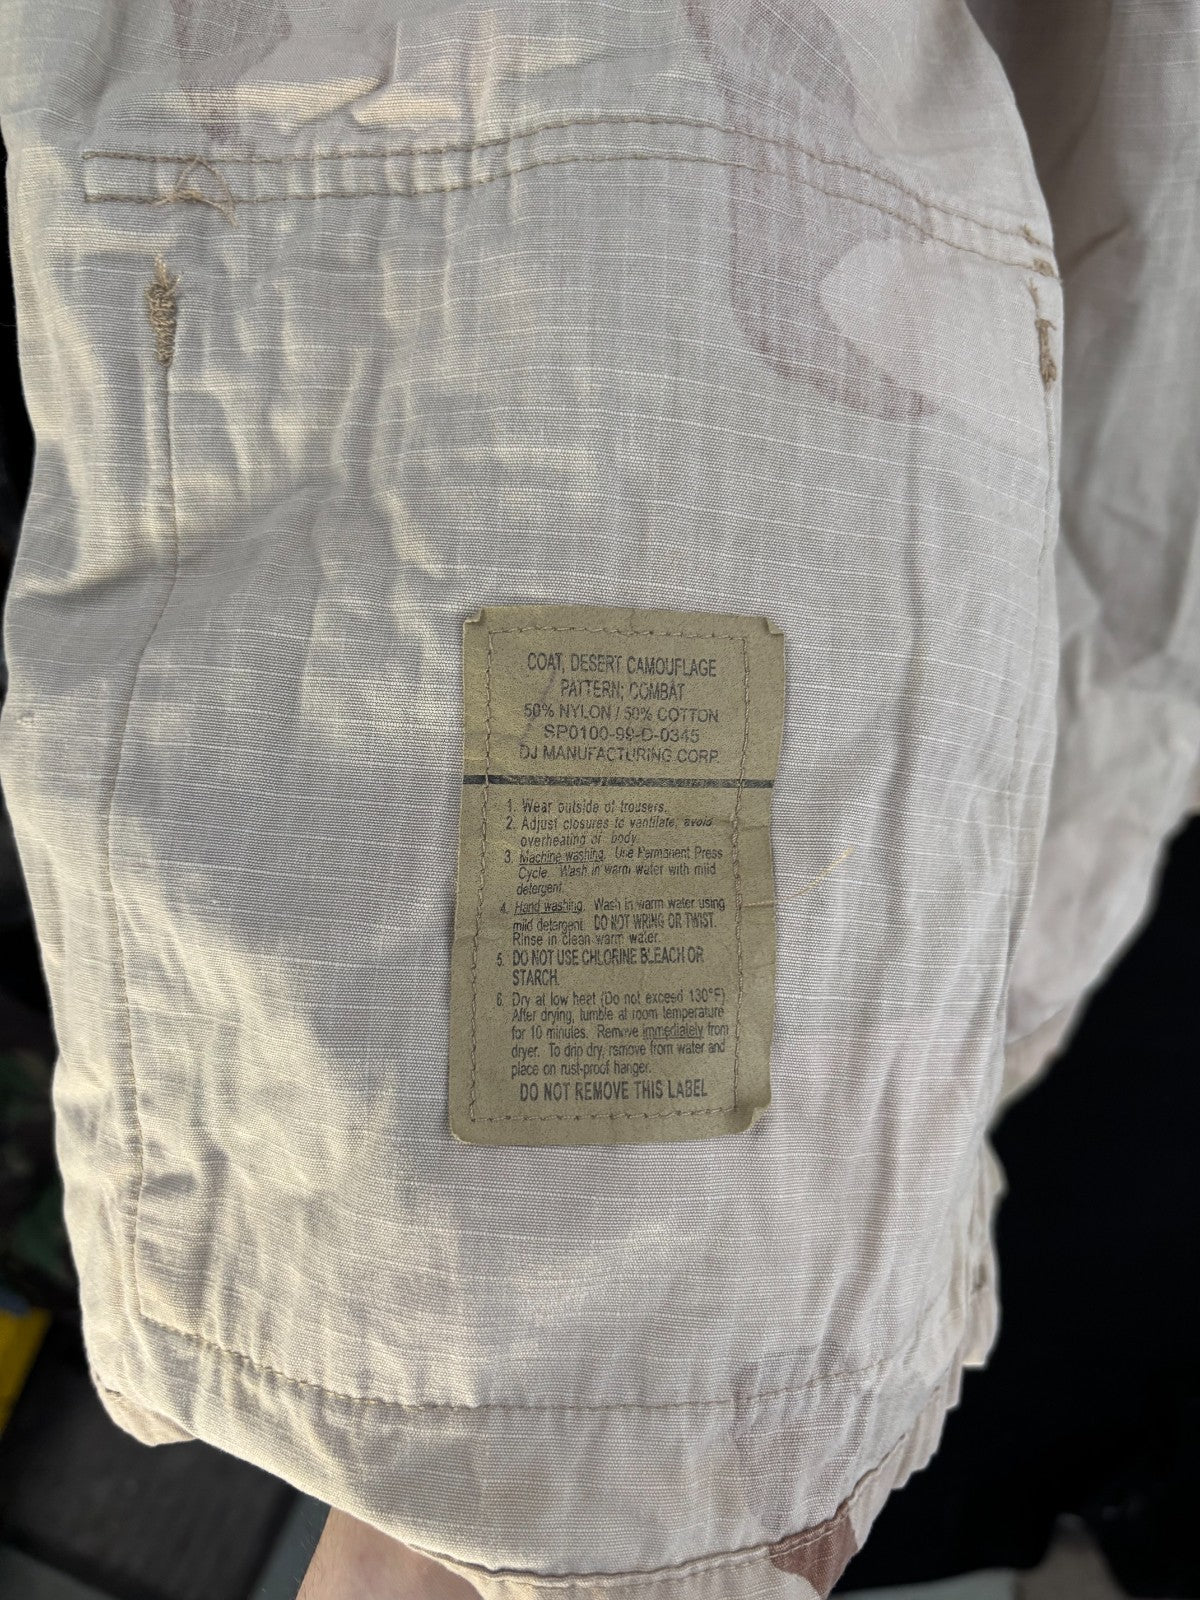 COAT, DESERT CAMOUFLAGE
PATTERN: COMBAT
50% NYLON / 50% COTTON
SP0100-99-D-0345
DJ MANUFACTURING CORP.
1. Wear outside of trousers.
2. Adjust closures to ventilate, avoid
overheating of body.
3. Machine washing. Use Permanent Press
Cycle. Wash in warm water with mild
detergent.
4. Hand washing. Wash in warm water using
mild detergent. DO NOT WRING OR TWIST.
Rinse in clean warm water.
5. DO NOT USE CHLORINE BLEACH OR
STARCH.
6. Dry at low heat (Do not exceed 130°F)
After drying, tumble at room temperature
for 10 minutes. Remove immediately from
dryer. To drip dry, remove from water and
place on rust-proof hanger.
DO NOT REMOVE THIS LABEL